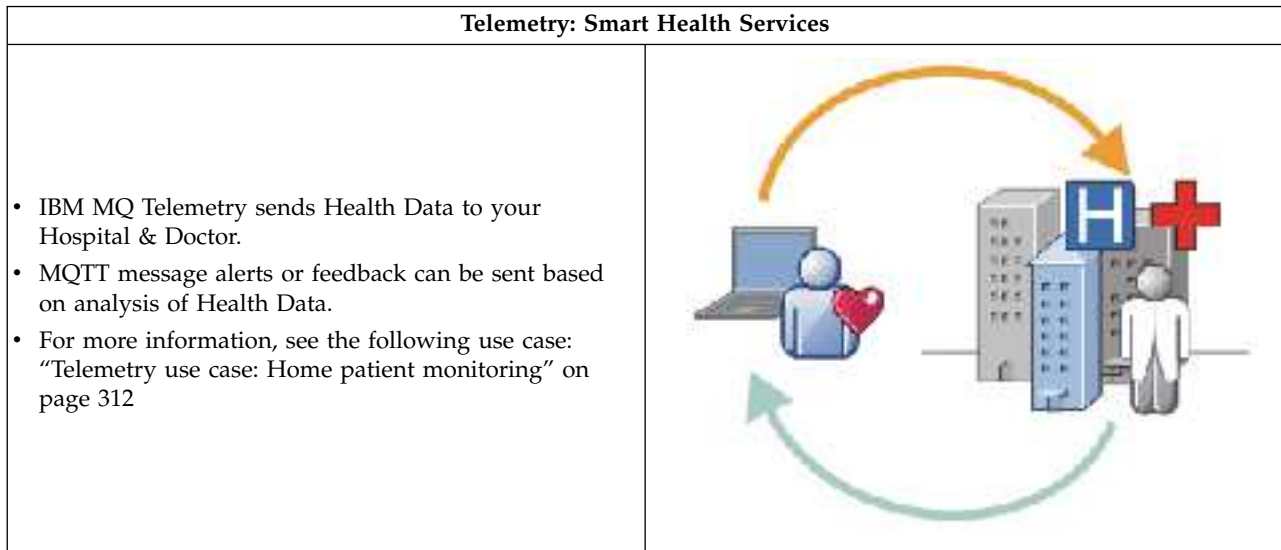 Telemetry: Smart Health Services
• IBM MQ Telemetry sends Health Data to your
Hospital & Doctor.
• MQTT message alerts or feedback can be sent based
on analysis of Health Data.
• For more information, see the following use case:
“Telemetry use case: Home patient monitoring” on
page 312
H